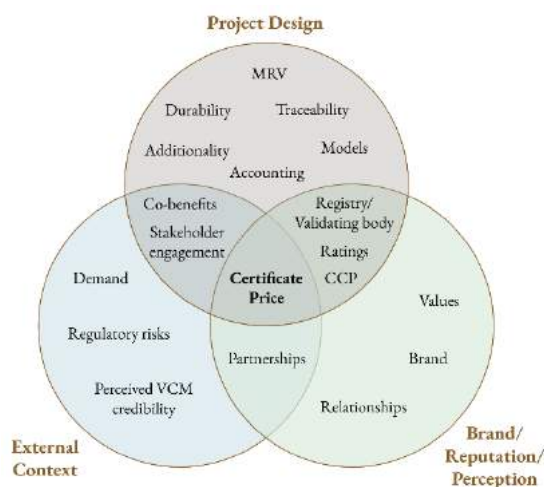 Project Design
MRV
Durability
Traceability
Additionality
Models
Accounting
Co-benefits
Registry/
Validating body
Stakeholder
engagement
Ratings
Demand
Certificate
Price
CCP
Values
Regulatory risks
Partnerships
Brand
Perceived VCM
credibility
Relationships
External
Context
Brand/
Reputation/
Perception